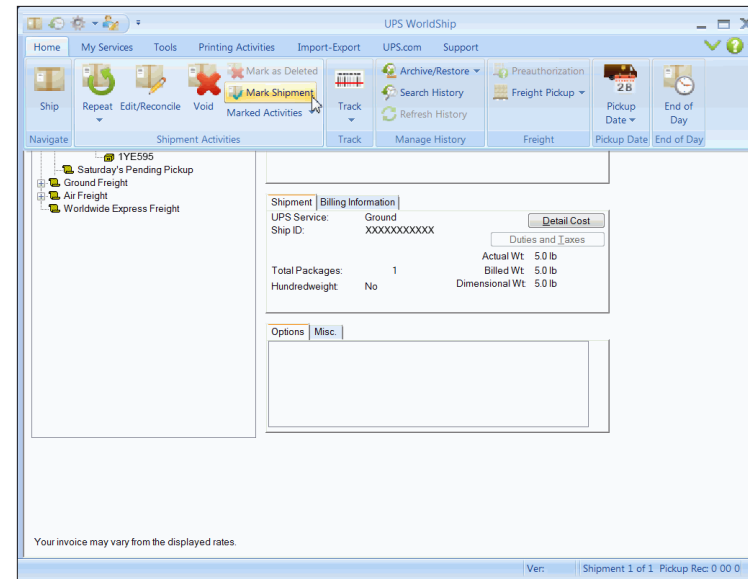 UPS WorldShip
Home My Services Tools Printing Activities Import-Export UPS.com Support
Ship
Repeat
Edit/Reconcile
Void
Mark as Deleted
Mark Shipment
Marked Activities
Track
Archive/Restore
Search History
Refresh History
Preauthorization
Freight Pickup
28
Pickup
Date
End of
Day
Navigate Shipment Activities Track Manage History Freight Pickup Date End of Day
1YE595
Saturday's Pending Pickup
Ground Freight
Air Freight
Worldwide Express Freight
Shipment Billing Information
UPS Service: Ground
Detail Cost
Ship ID: XXXXXXXXXXX
Duties and Taxes
Actual Wt: 5.0 lb
Total Packages: 1 Billed Wt: 5.0 lb
Hundredweight: No Dimensional Wt: 5.0 lb
Options Misc.
Your invoice may vary from the displayed rates.
Ver: Shipment 1 of 1 Pickup Rec: 0 00 0